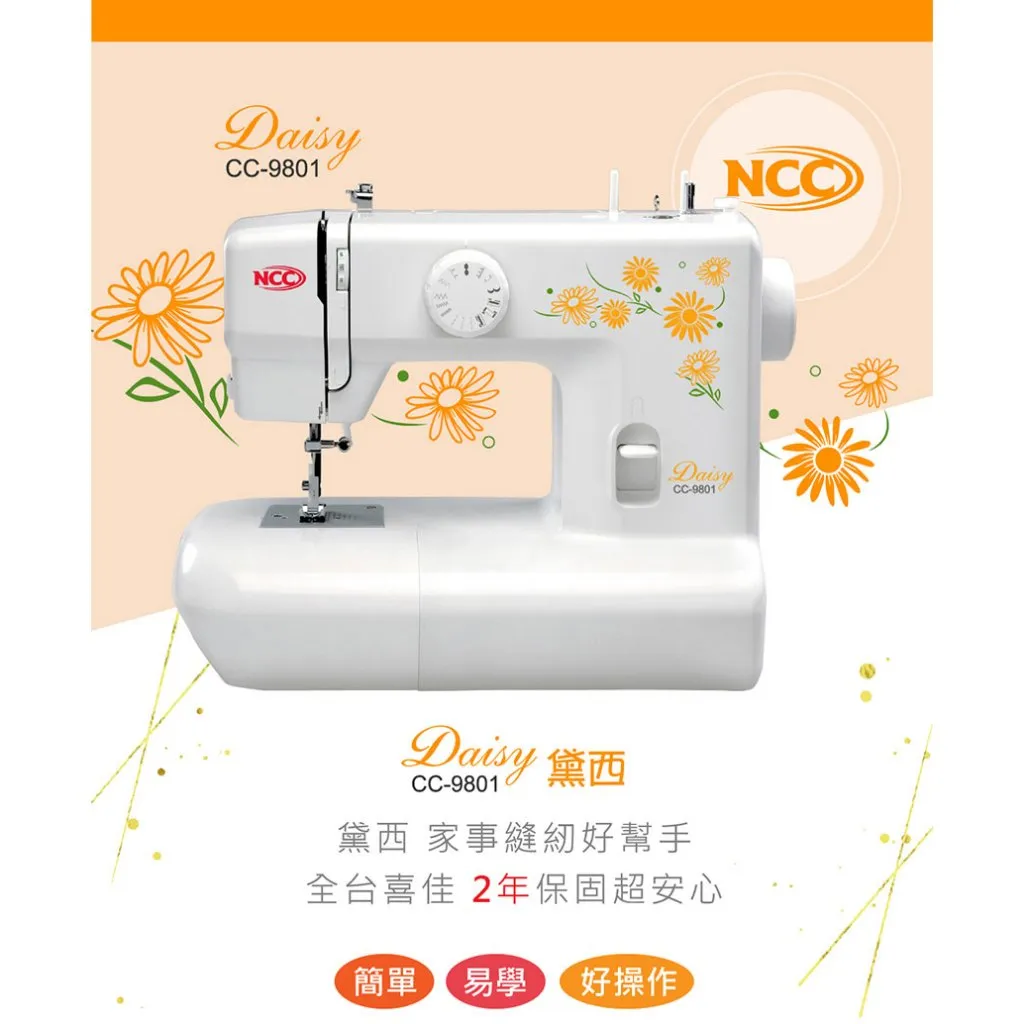 Daisy
CC-9801
NCC
NCC
Daisy
CC-9801
Daisy 黛西
CC-9801
黛西 家事縫紉好幫手
全台喜佳 2年保固超安心
簡單 易學 好操作